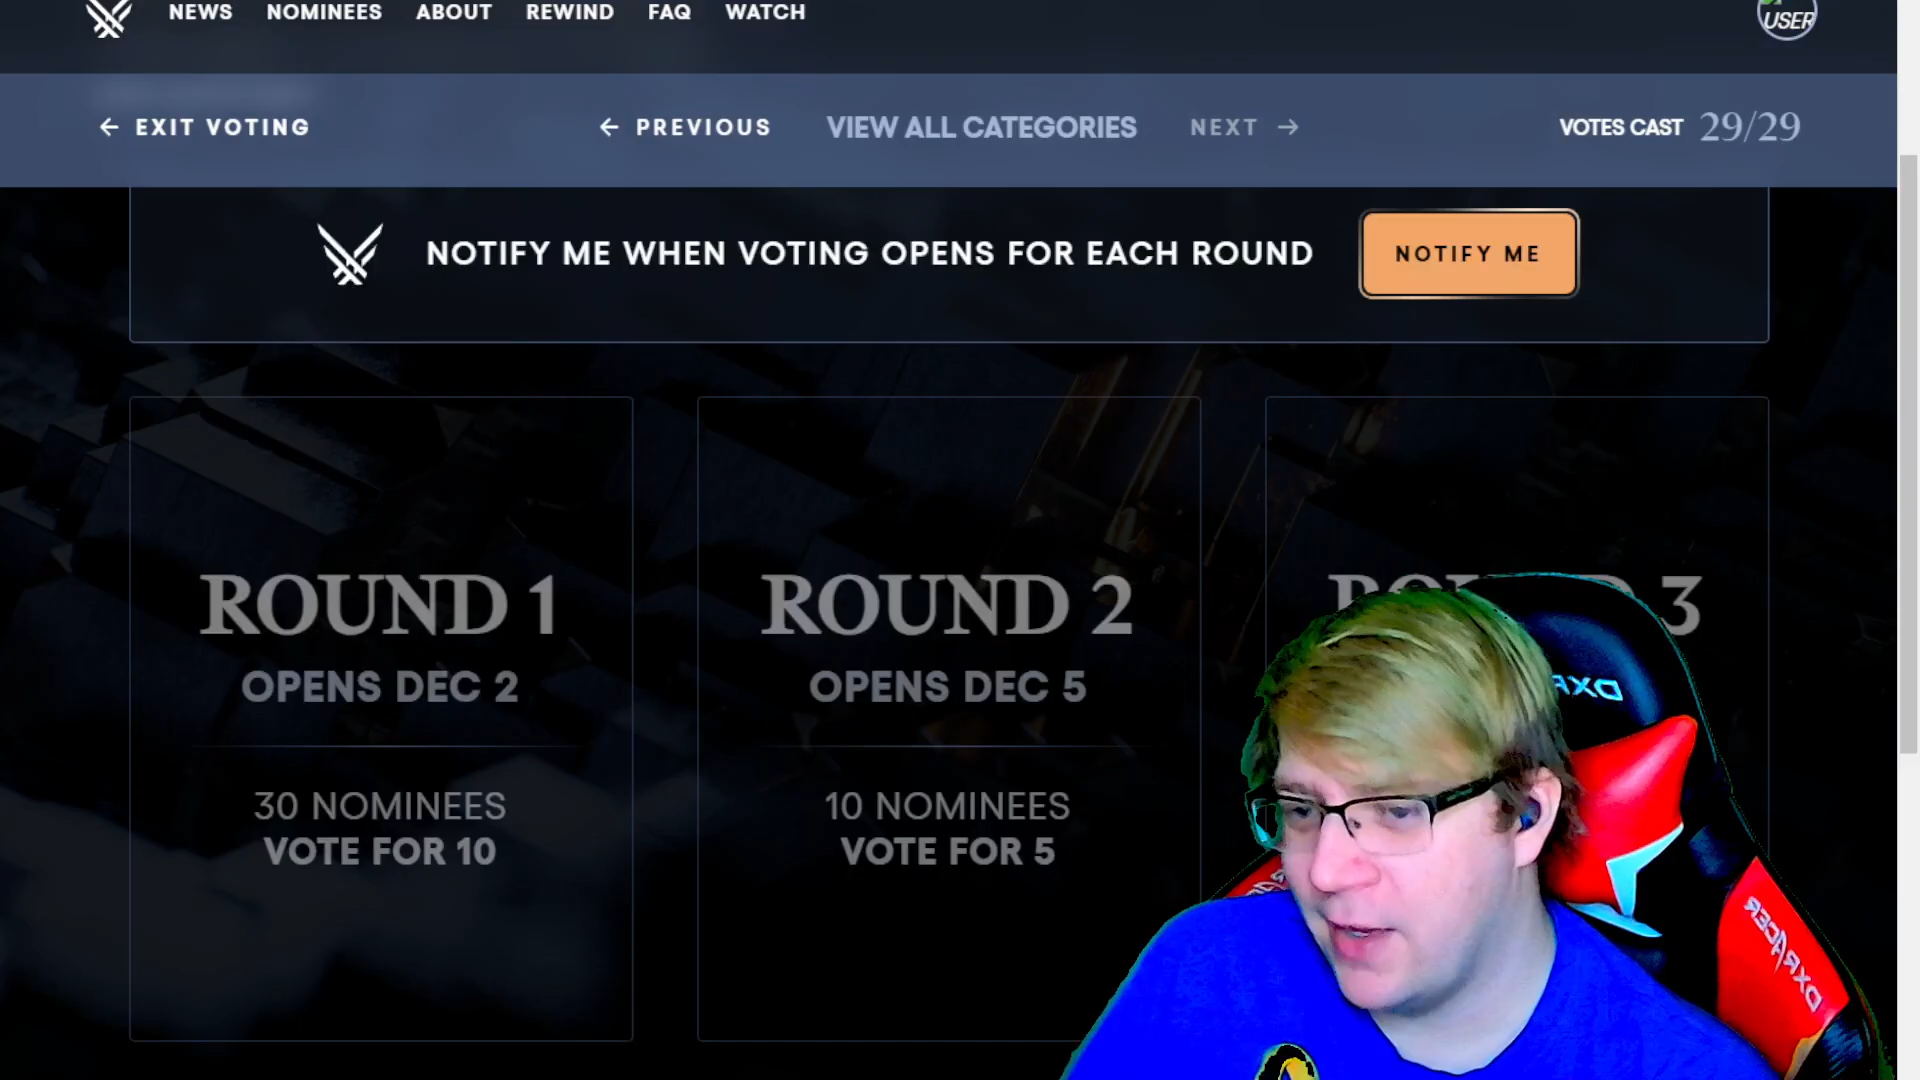 NEWS NOMINEES ABOUT REWIND FAQ WATCH
USER
← EXIT VOTING
← PREVIOUS
VIEW ALL CATEGORIES
NEXT →
VOTES CAST 29/29
NOTIFY ME WHEN VOTING OPENS FOR EACH ROUND
NOTIFY ME
ROUND 1
OPENS DEC 2
30 NOMINEES
VOTE FOR 10
ROUND 2
OPENS DEC 5
10 NOMINEES
VOTE FOR 5
ROUND 3
DXRACER